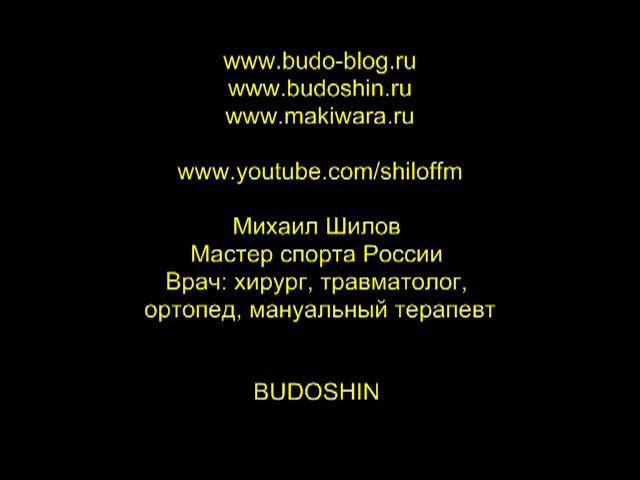 www.budo-blog.ru
www.budoshin.ru
www.makiwara.ru
www.youtube.com/shiloffm
Михаил Шилов
Мастер спорта России
Врач: хирург, травматолог,
ортопед, мануальный терапевт
BUDOSHIN